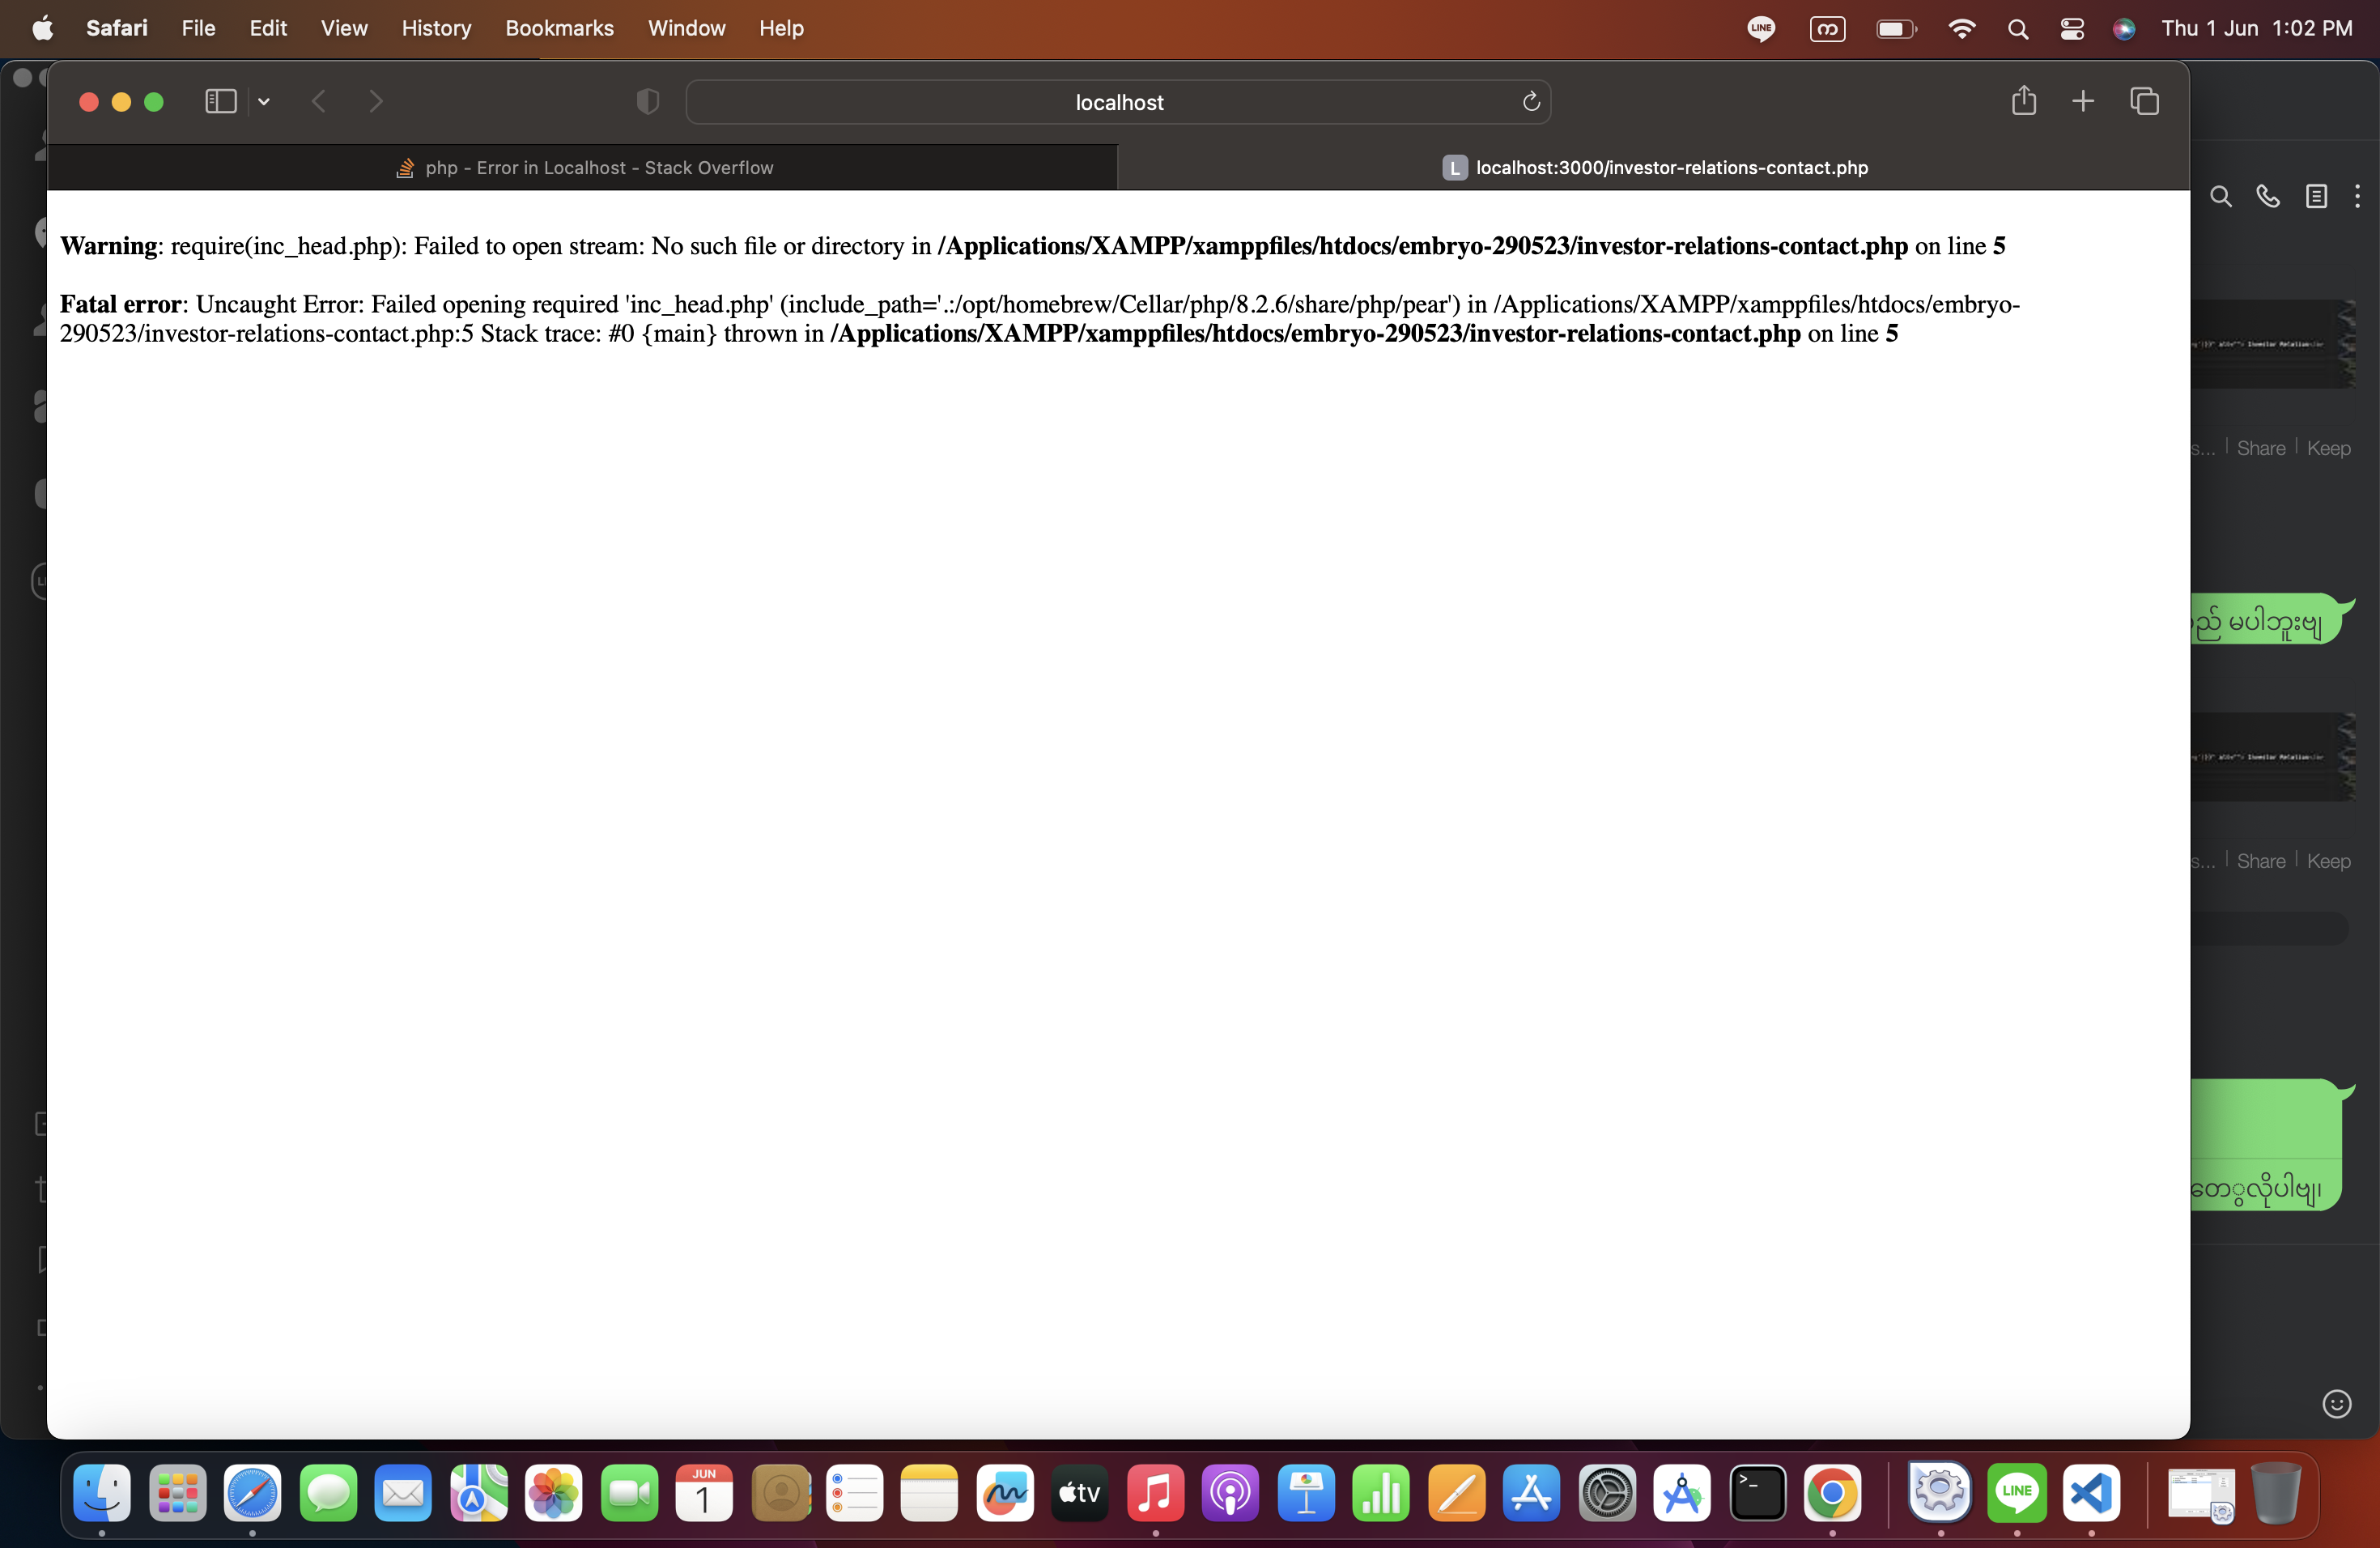 Safari File Edit View History Bookmarks Window Help
LINE
Thu 1 Jun 1:02 PM
localhost
php - Error in Localhost - Stack Overflow
L localhost:3000/investor-relations-contact.php
Warning: require(inc_head.php): Failed to open stream: No such file or directory in /Applications/XAMPP/xamppfiles/htdocs/embryo-290523/investor-relations-contact.php on line 5
Fatal error: Uncaught Error: Failed opening required 'inc_head.php' (include_path='.:/opt/homebrew/Cellar/php/8.2.6/share/php/pear') in /Applications/XAMPP/xamppfiles/htdocs/embryo-
290523/investor-relations-contact.php:5 Stack trace: #0 {main} thrown in /Applications/XAMPP/xamppfiles/htdocs/embryo-290523/investor-relations-contact.php on line 5
s... Share Keep
မပါဘူးဗျ
s... Share Keep
JUN
1
tv
LINE